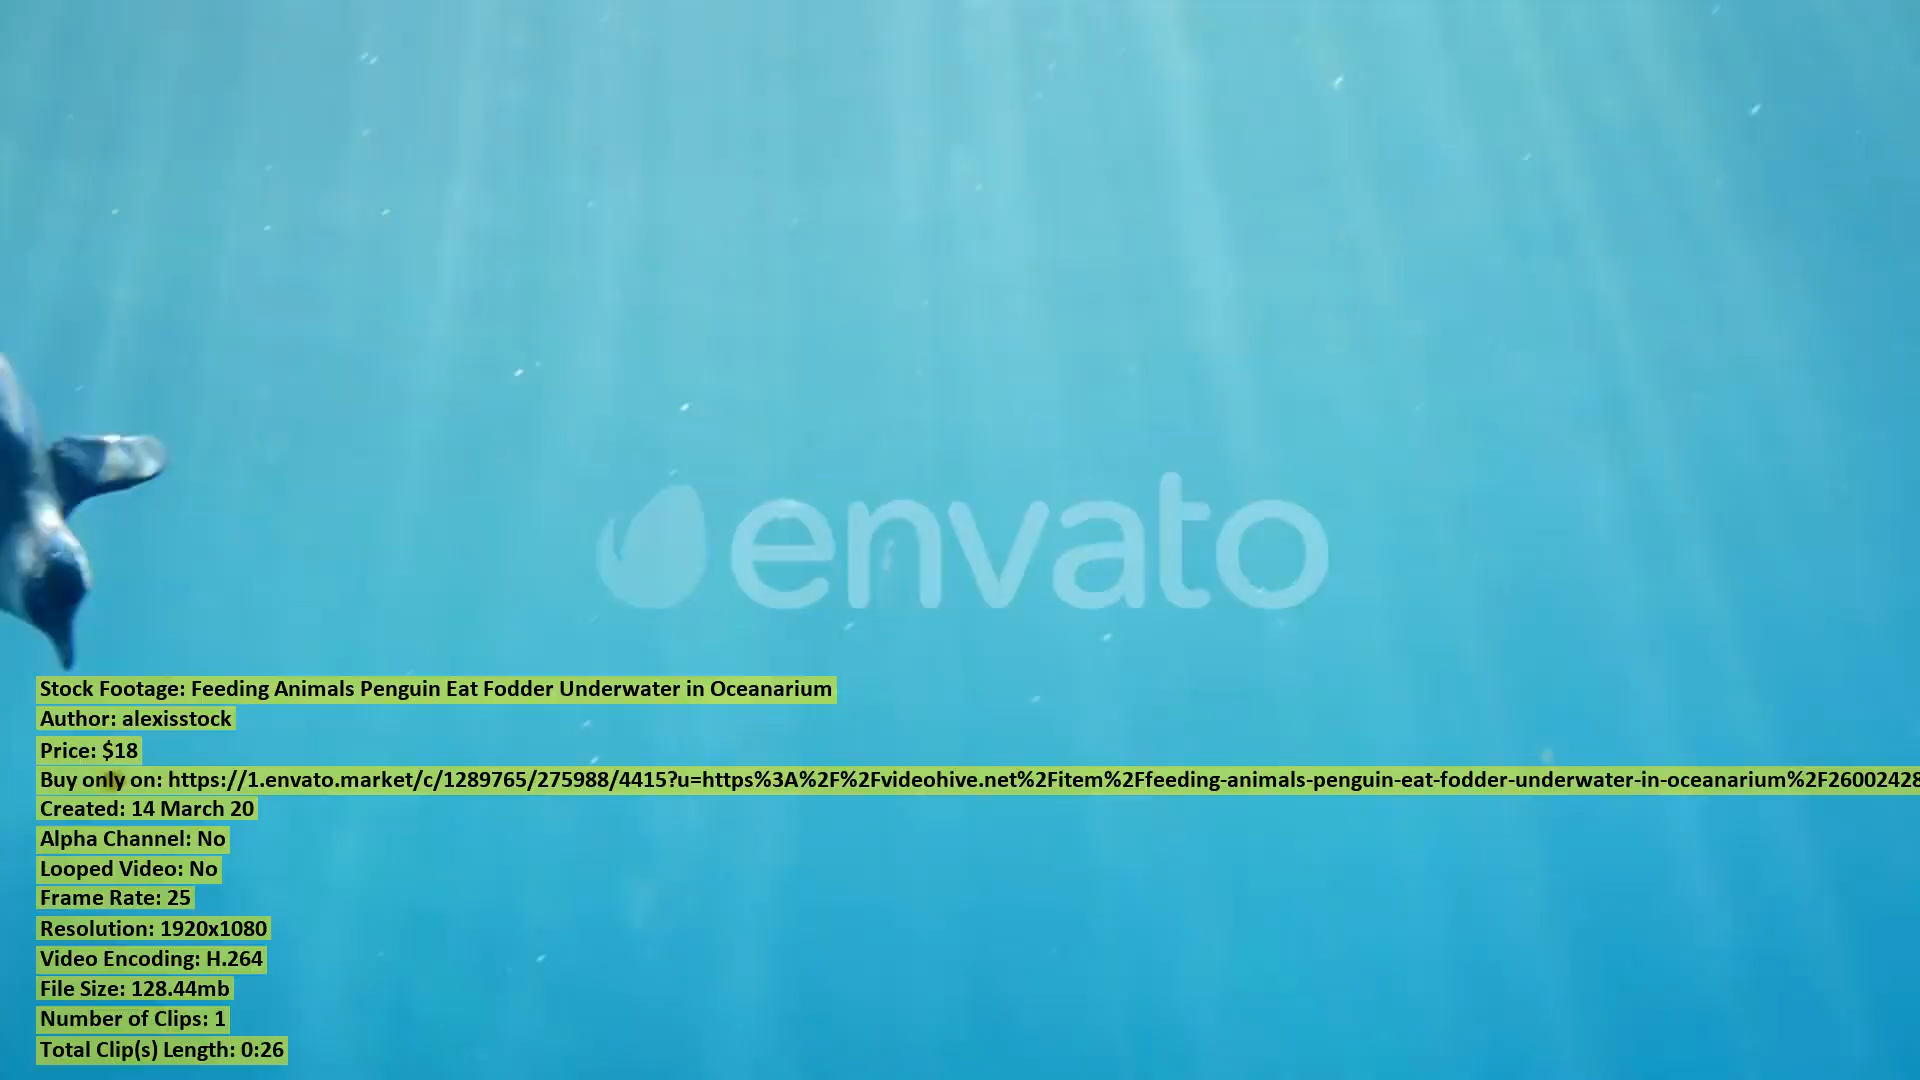 envato
Stock Footage: Feeding Animals Penguin Eat Fodder Underwater in Oceanarium
Author: alexisstock
Price: $18
Buy only on: https://1.envato.market/c/1289765/275988/4415?u=https%3A%2F%2Fvideohive.net%2Fitem%2Ffeeding-animals-penguin-eat-fodder-underwater-in-oceanarium%2F26002428
Created: 14 March 20
Alpha Channel: No
Looped Video: No
Frame Rate: 25
Resolution: 1920x1080
Video Encoding: H.264
File Size: 128.44mb
Number of Clips: 1
Total Clip(s) Length: 0:26